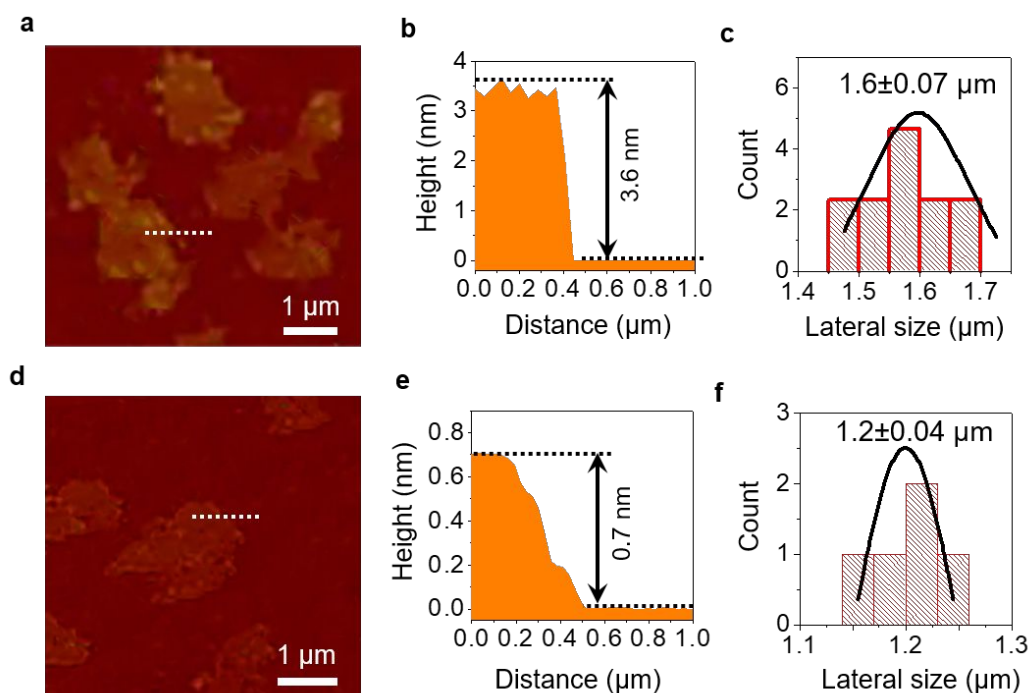 a
1 μm
b
4
3
2
1
0
Height (nm)
3.6 nm
0.0 0.2 0.4 0.6 0.8 1.0
Distance (μm)
c
1.6±0.07 μm
6
4
2
0
Count
1.4 1.5 1.6 1.7
Lateral size (μm)
d
1 μm
e
0.8
0.6
0.4
0.2
0.0
Height (nm)
0.7 nm
0.0 0.2 0.4 0.6 0.8 1.0
Distance (μm)
f
1.2±0.04 μm
3
2
1
0
Count
1.1 1.2 1.3
Lateral size (μm)